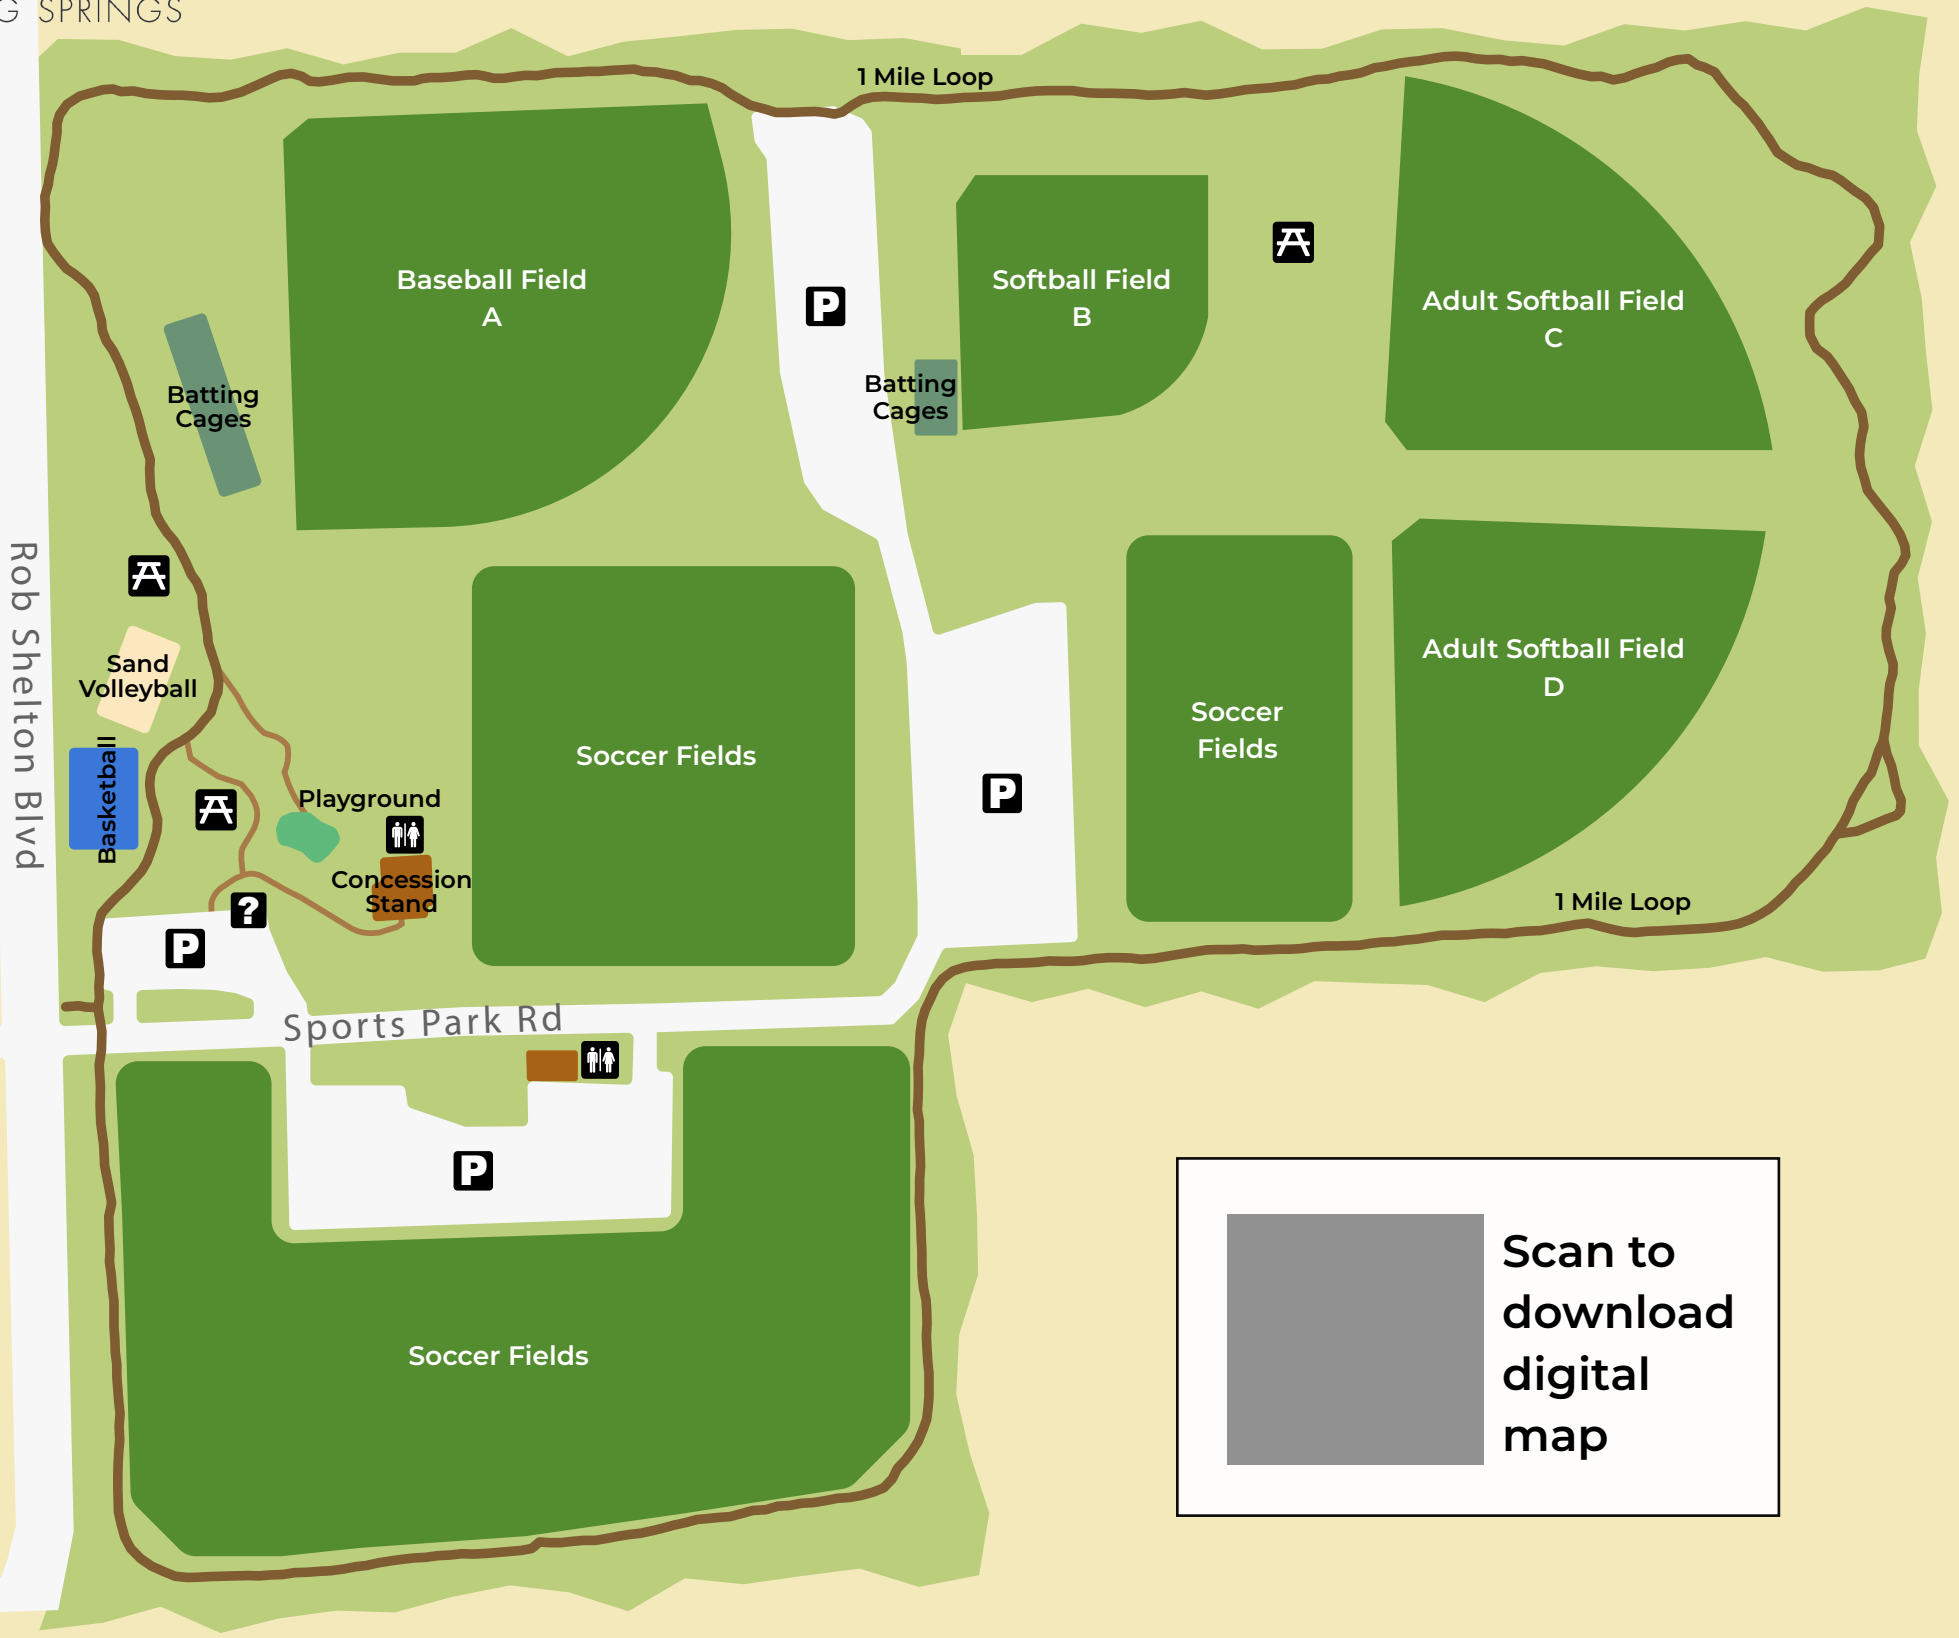 G SPRINGS
1 Mile Loop
Baseball Field
A
P
Softball Field
B
Adult Softball Field
C
Batting
Cages
Batting
Cages
Rob Shelton Blvd
Sand
Volleyball
Basketball
Playground
Concession
Stand
?
P
Soccer Fields
P
Soccer
Fields
Adult Softball Field
D
1 Mile Loop
Sports Park Rd
P
Soccer Fields
Scan to
download
digital
map